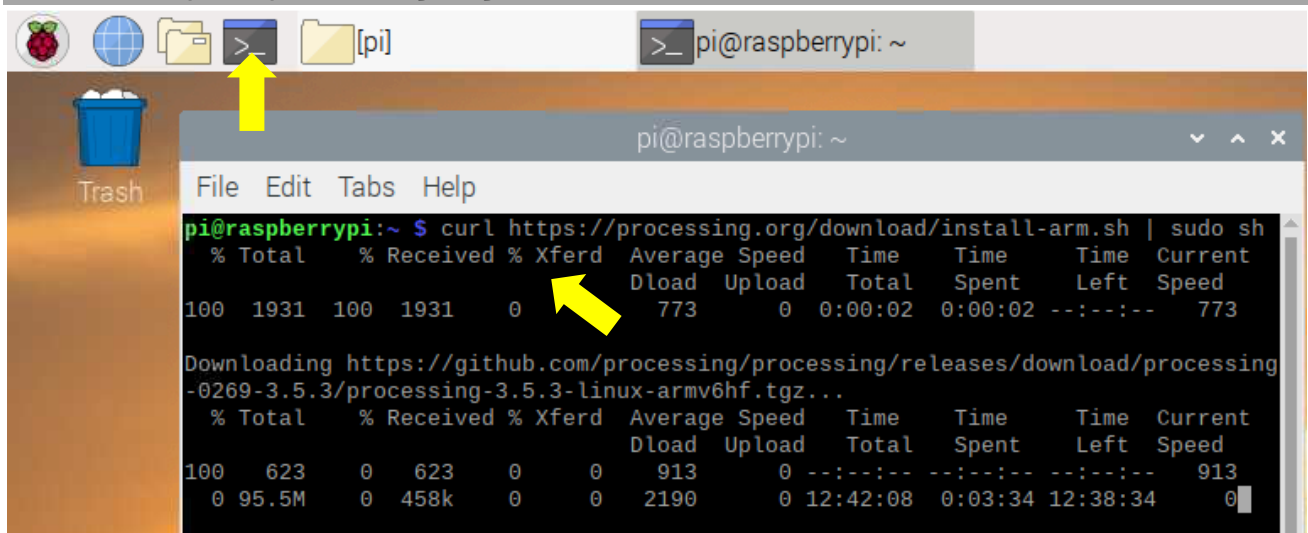 >_ [pi] >_ pi@raspberrypi: ~
pi@raspberrypi: ~
Trash
File Edit Tabs Help
pi@raspberrypi:~ $ curl https://processing.org/download/install-arm.sh | sudo sh
% Total % Received % Xferd Average Speed Time Time Time Current
Dload Upload Total Spent Left Speed
100 1931 100 1931 0 773 0 0:00:02 0:00:02 --:--:-- 773
Downloading https://github.com/processing/processing/releases/download/processing
-0269-3.5.3/processing-3.5.3-linux-armv6hf.tgz...
% Total % Received % Xferd Average Speed Time Time Time Current
Dload Upload Total Spent Left Speed
100 623 0 623 0 0 913 0 --:--:-- --:--:-- --:--:-- 913
0 95.5M 0 458k 0 0 2190 0 12:42:08 0:03:34 12:38:34 0